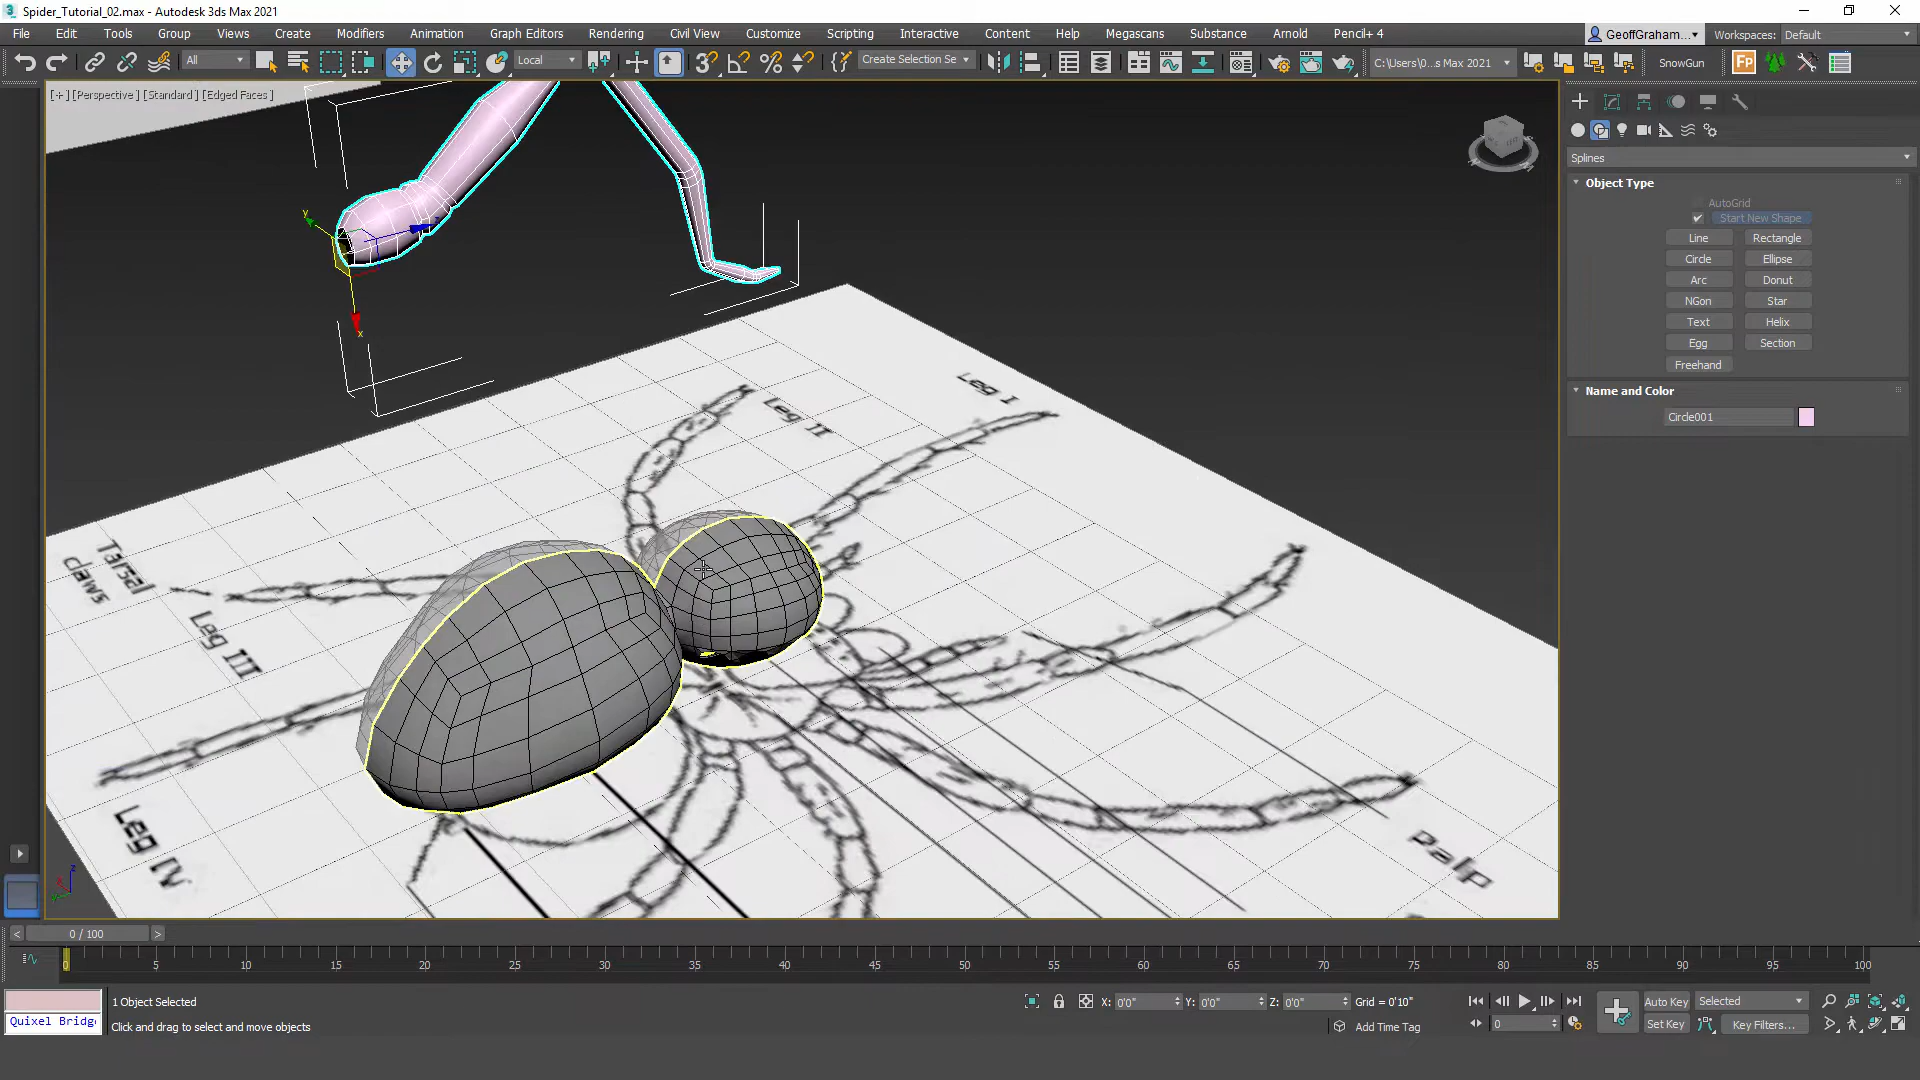 Spider_Tutorial_02.max - Autodesk 3ds Max 2021
File Edit Tools Group Views Create Modifiers Animation Graph Editors Rendering Civil View Customize Scripting Interactive Content Help Megascans Substance Arnold Pencil+ 4 GeoffGraham... Workspaces: Default
All Local Create Selection Se C:\Users\0...s Max 2021 SnowGun FP
[+] [Perspective] [Standard] [Edged Faces]
Splines
Object Type
AutoGrid
Start New Shape
Line Rectangle
Circle Ellipse
Arc Donut
NGon Star
Text Helix
Egg Section
Freehand
Name and Color
Circle001
y
x
Leg I
Leg II
Tarsal
claws
Leg III
Leg IV
Palp
z
< 0 / 100 >
0 5 10 15 20 25 30 35 40 45 50 55 60 65 70 75 80 85 90 95 100
1 Object Selected X: 0'0" Y: 0'0" Z: 0'0" Grid = 0'10" Auto Key Selected
Quixel Bridg Click and drag to select and move objects Add Time Tag 0 Set Key Key Filters...